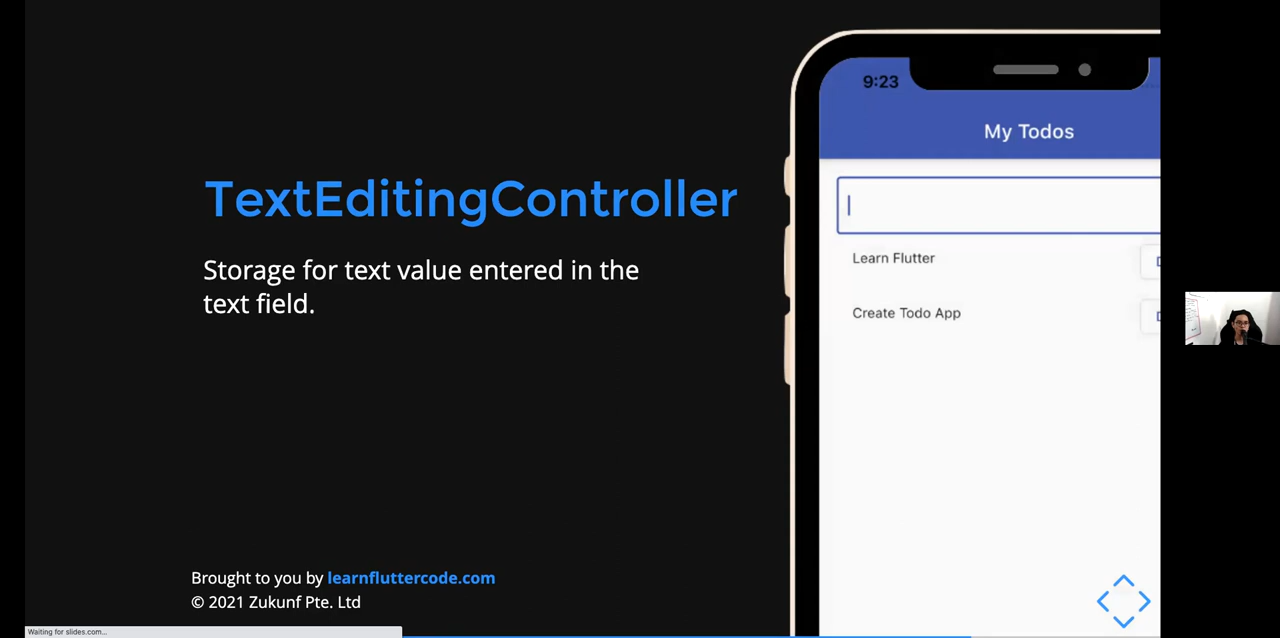 TextEditingController
Storage for text value entered in the
text field.
Brought to you by learnfluttercode.com
© 2021 Zukunf Pte. Ltd
9:23
My Todos
Learn Flutter
Create Todo App
Waiting for slides.com...